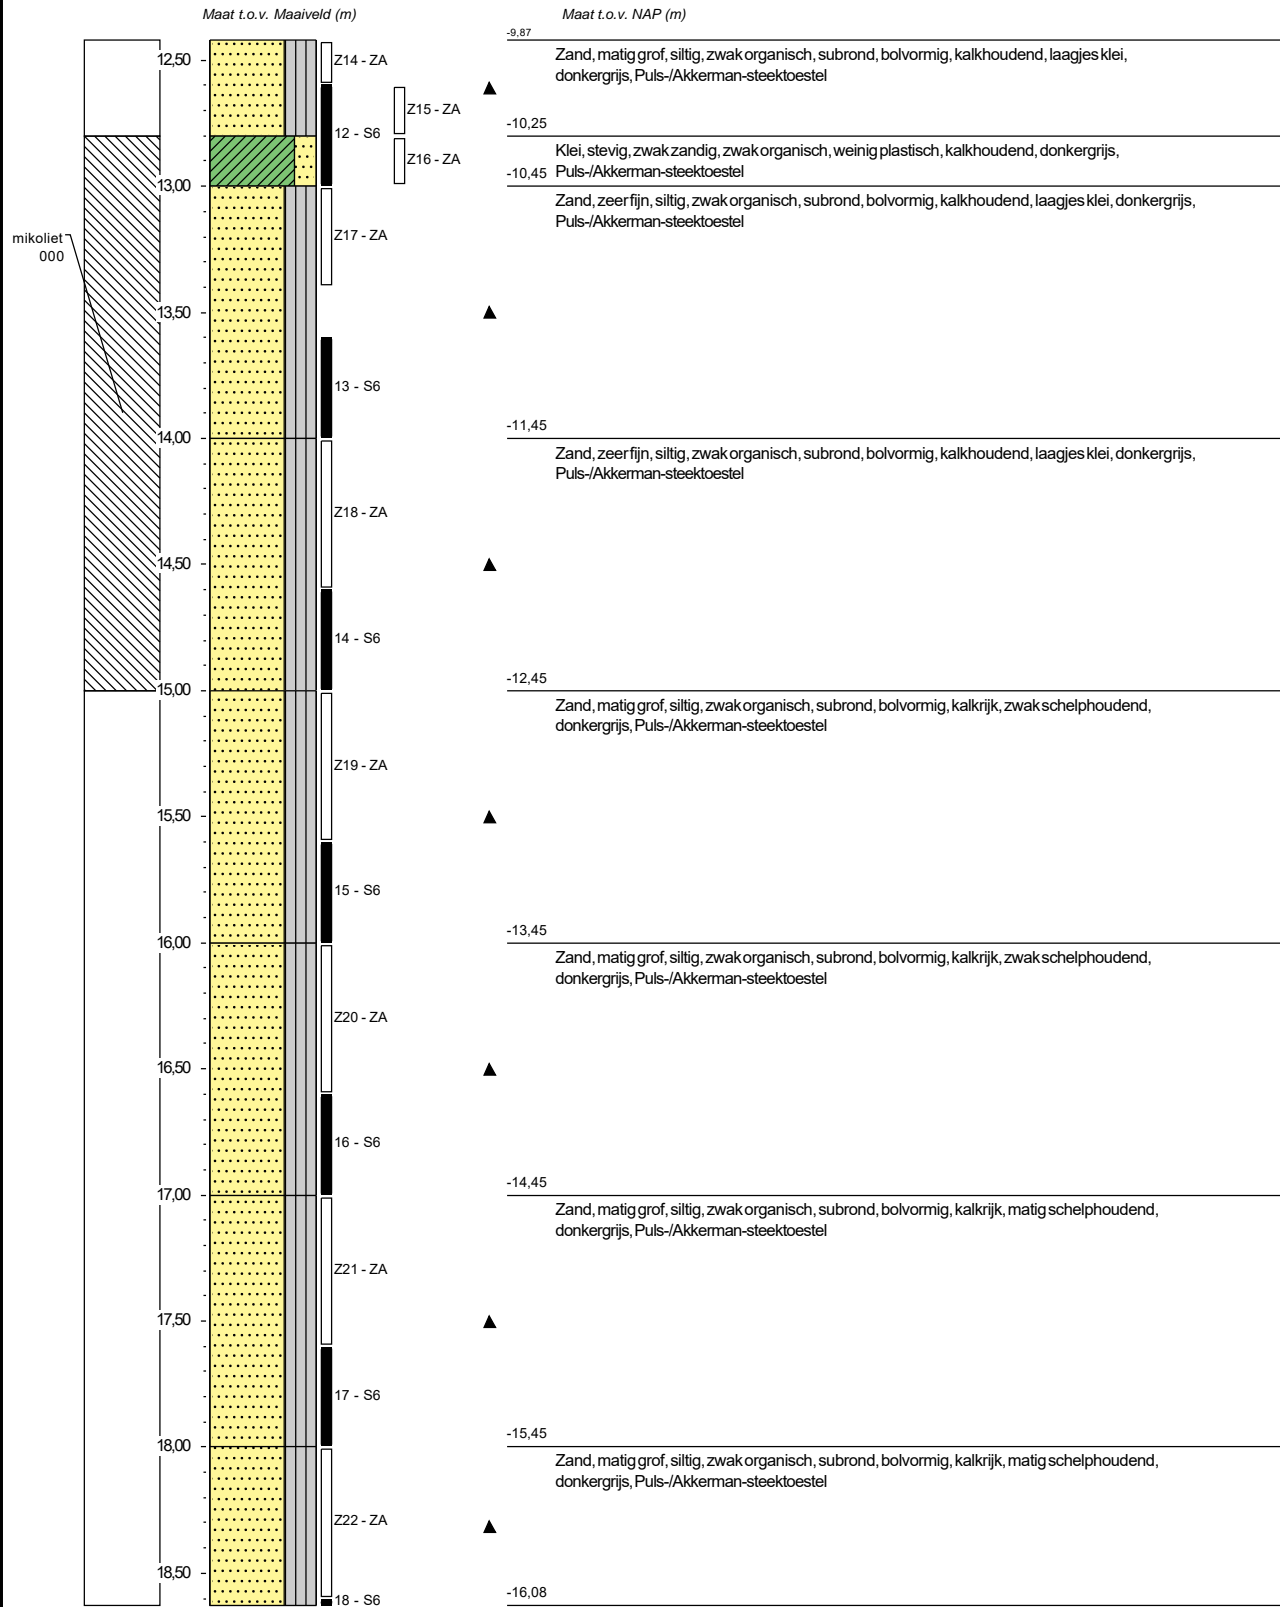 Maat t.o.v. Maaiveld (m)
Maat t.o.v. NAP (m)
-9,87
12,50
Z14 - ZA
Zand, matig grof, siltig, zwak organisch, subrond, bolvormig, kalkhoudend, laagjes klei,
donkergrijs, Puls-/Akkerman-steektoestel
Z15 - ZA
12 - S6
-10,25
Z16 - ZA
Klei, stevig, zwak zandig, zwak organisch, weinig plastisch, kalkhoudend, donkergrijs,
Puls-/Akkerman-steektoestel
-10,45
13,00
Zand, zeer fijn, siltig, zwak organisch, subrond, bolvormig, kalkhoudend, laagjes klei, donkergrijs,
Puls-/Akkerman-steektoestel
Z17 - ZA
mikoliet
000
13,50
13 - S6
-11,45
14,00
Zand, zeer fijn, siltig, zwak organisch, subrond, bolvormig, kalkhoudend, laagjes klei, donkergrijs,
Puls-/Akkerman-steektoestel
Z18 - ZA
14,50
14 - S6
-12,45
15,00
Zand, matig grof, siltig, zwak organisch, subrond, bolvormig, kalkrijk, zwak schelphoudend,
donkergrijs, Puls-/Akkerman-steektoestel
Z19 - ZA
15,50
15 - S6
-13,45
16,00
Zand, matig grof, siltig, zwak organisch, subrond, bolvormig, kalkrijk, zwak schelphoudend,
donkergrijs, Puls-/Akkerman-steektoestel
Z20 - ZA
16,50
16 - S6
-14,45
17,00
Zand, matig grof, siltig, zwak organisch, subrond, bolvormig, kalkrijk, matig schelphoudend,
donkergrijs, Puls-/Akkerman-steektoestel
Z21 - ZA
17,50
17 - S6
-15,45
18,00
Zand, matig grof, siltig, zwak organisch, subrond, bolvormig, kalkrijk, matig schelphoudend,
donkergrijs, Puls-/Akkerman-steektoestel
Z22 - ZA
18,50
-16,08
18 - S6